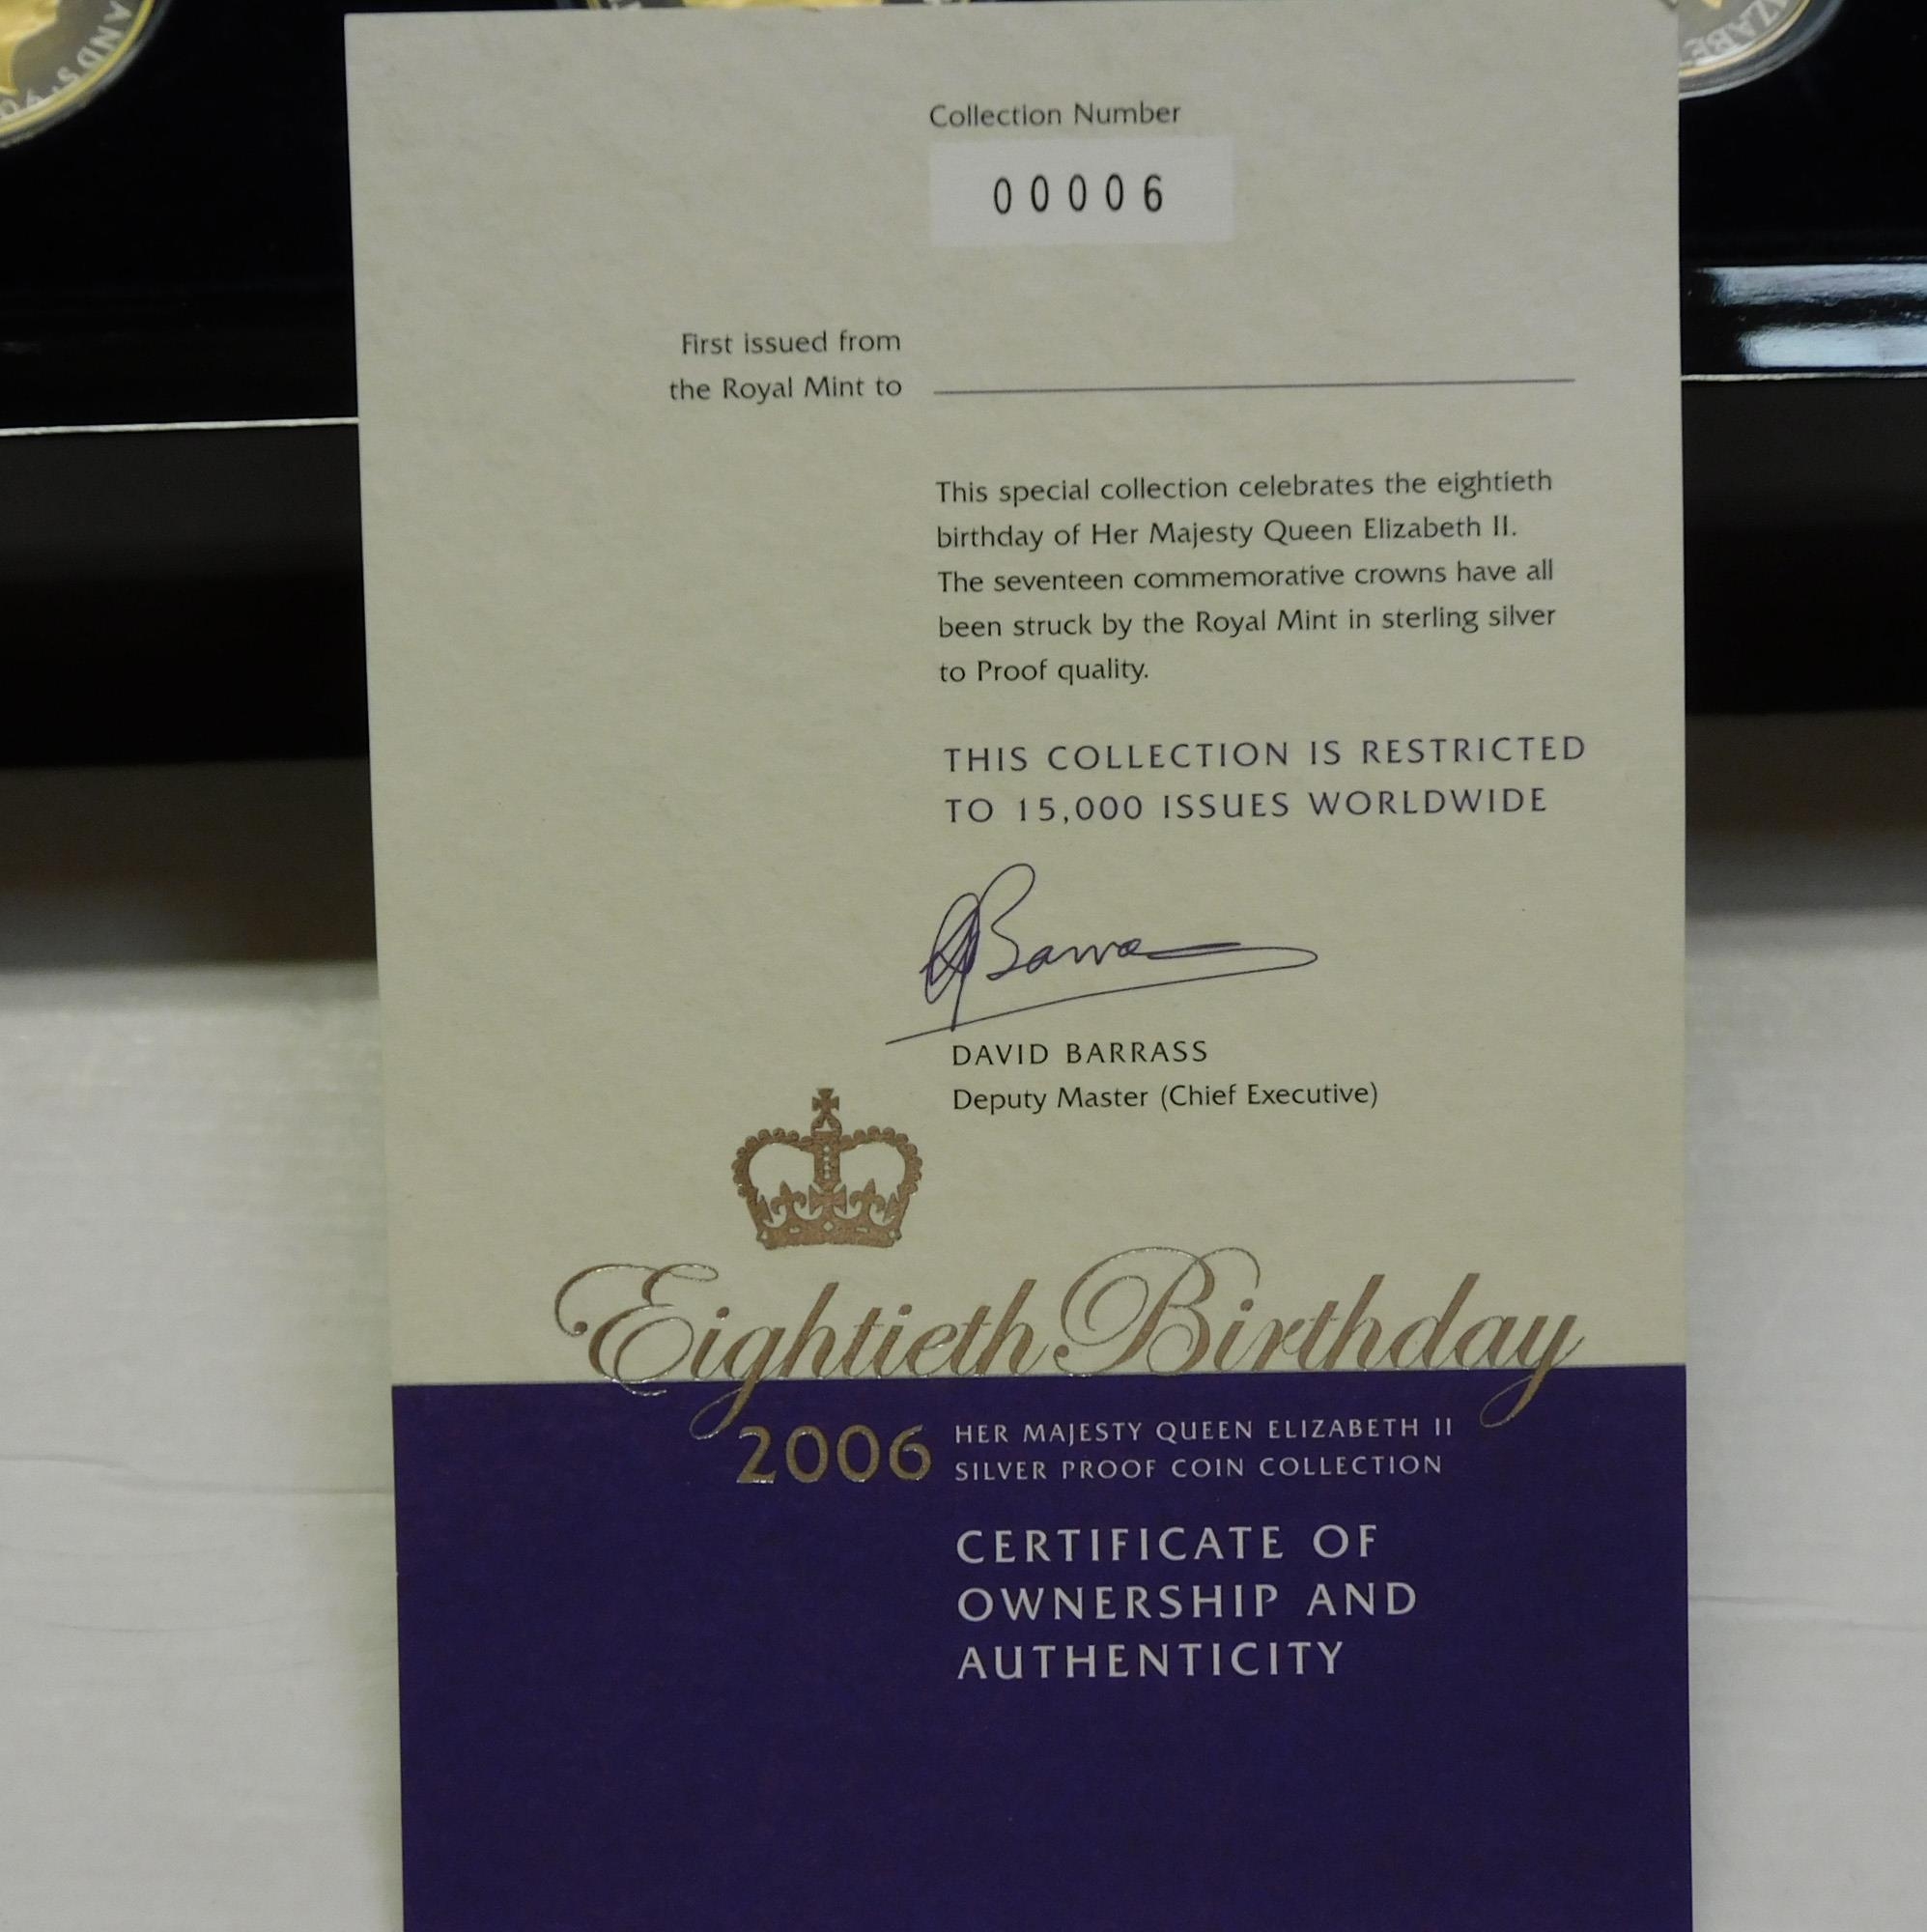 Collection Number
00006
First issued from
the Royal Mint to
This special collection celebrates the eightieth
birthday of Her Majesty Queen Elizabeth II.
The seventeen commemorative crowns have all
been struck by the Royal Mint in sterling silver
to Proof quality.
THIS COLLECTION IS RESTRICTED
TO 15,000 ISSUES WORLDWIDE
DAVID BARRASS
Deputy Master (Chief Executive)
Eightieth Birthday
2006 HER MAJESTY QUEEN ELIZABETH II
SILVER PROOF COIN COLLECTION
CERTIFICATE OF
OWNERSHIP AND
AUTHENTICITY